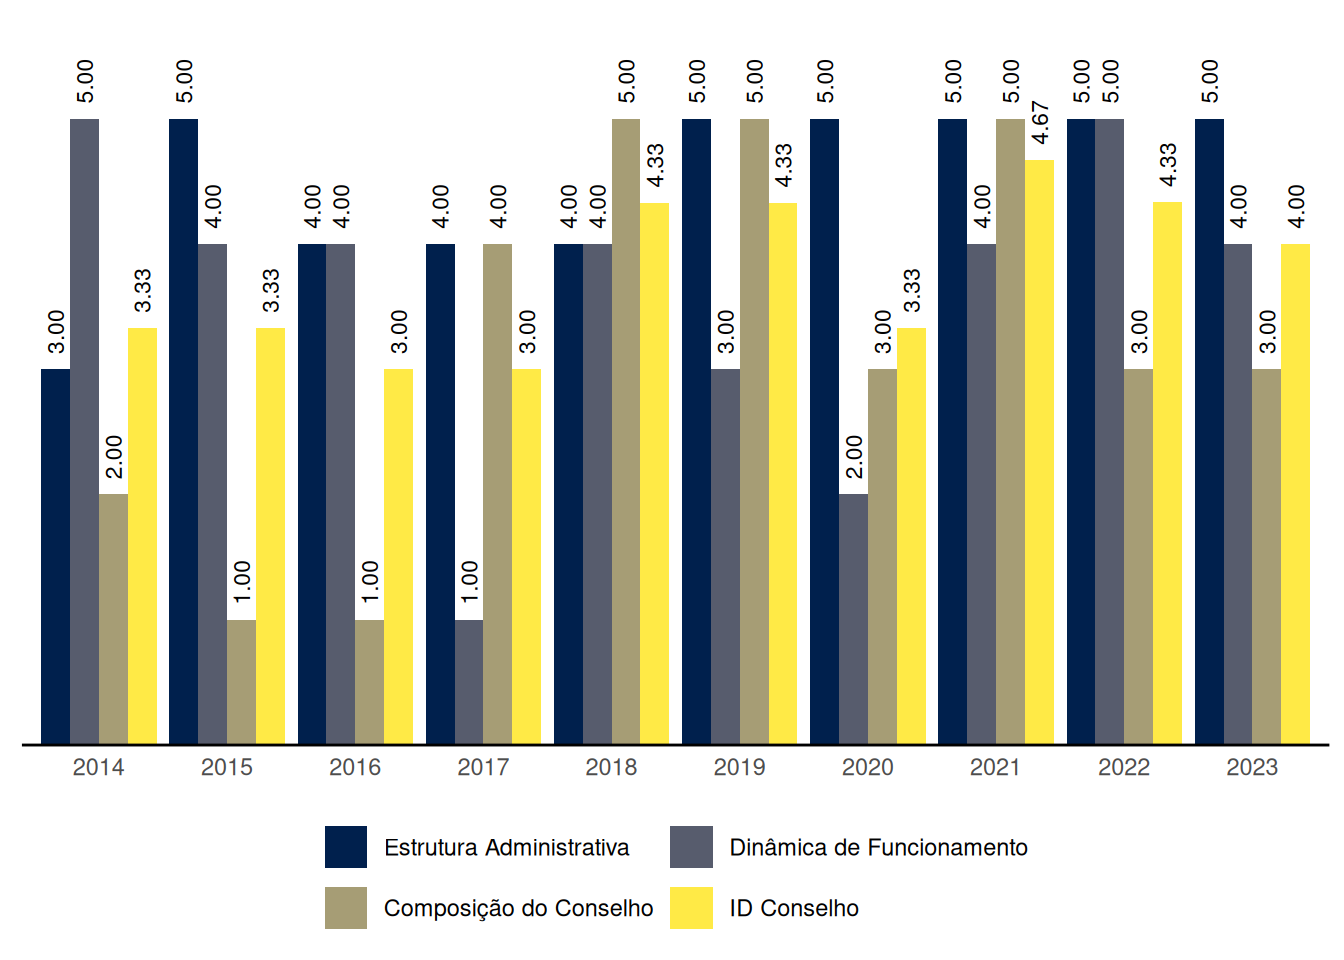 3.00 5.00 2.00 3.33
5.00 4.00 1.00 3.33
4.00 4.00 1.00 3.00
4.00 1.00 4.00 3.00
4.00 4.00 5.00 4.33
5.00 3.00 5.00 4.33
5.00 2.00 3.00 3.33
5.00 4.00 5.00 4.67
5.00 5.00 3.00 4.33
5.00 4.00 3.00 4.00
2014 2015 2016 2017 2018 2019 2020 2021 2022 2023
Estrutura Administrativa Dinâmica de Funcionamento
Composição do Conselho ID Conselho